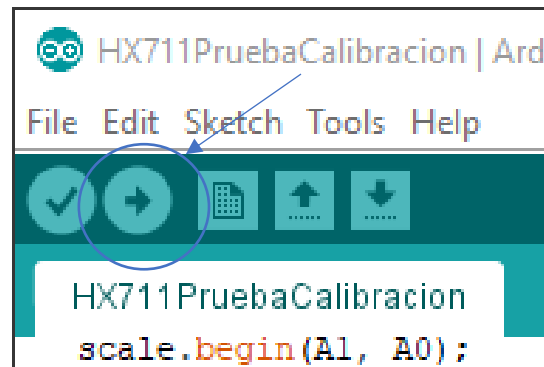 HX711PruebaCalibracion | Ard
File Edit Sketch Tools Help
HX711PruebaCalibracion
scale.begin(A1, A0);